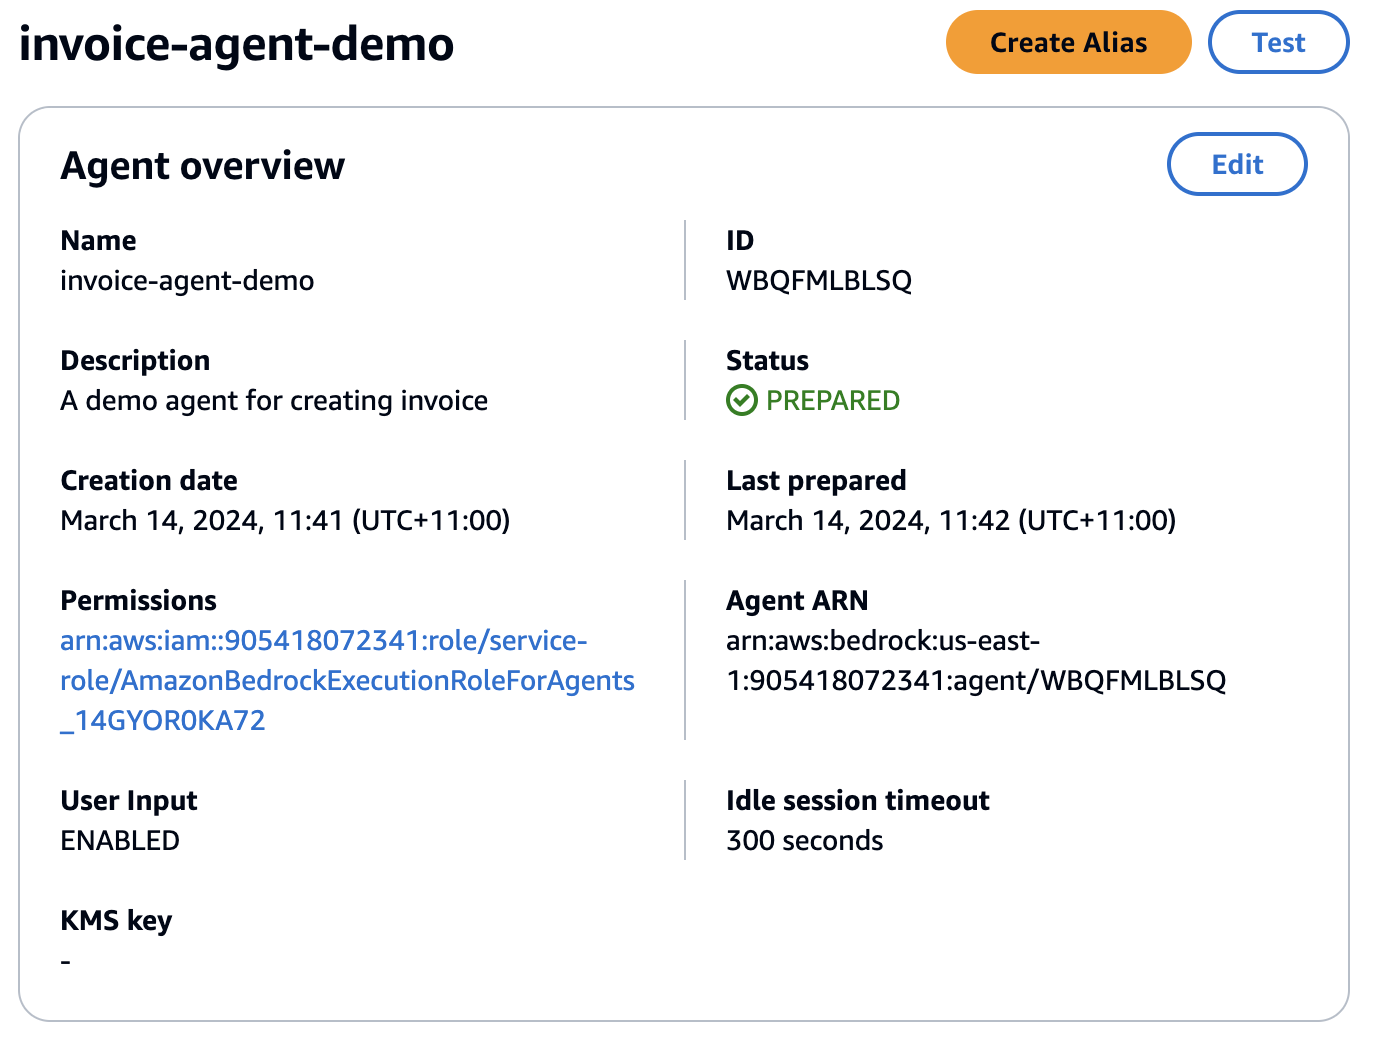 invoice-agent-demo
Create Alias
Test
Agent overview
Edit
Name
invoice-agent-demo
ID
WBQFMLBLSQ
Description
A demo agent for creating invoice
Status
PREPARED
Creation date
March 14, 2024, 11:41 (UTC+11:00)
Last prepared
March 14, 2024, 11:42 (UTC+11:00)
Permissions
arn:aws:iam::905418072341:role/service-
role/AmazonBedrockExecutionRoleForAgents
_14GYOR0KA72
Agent ARN
arn:aws:bedrock:us-east-
1:905418072341:agent/WBQFMLBLSQ
User Input
ENABLED
Idle session timeout
300 seconds
KMS key
-